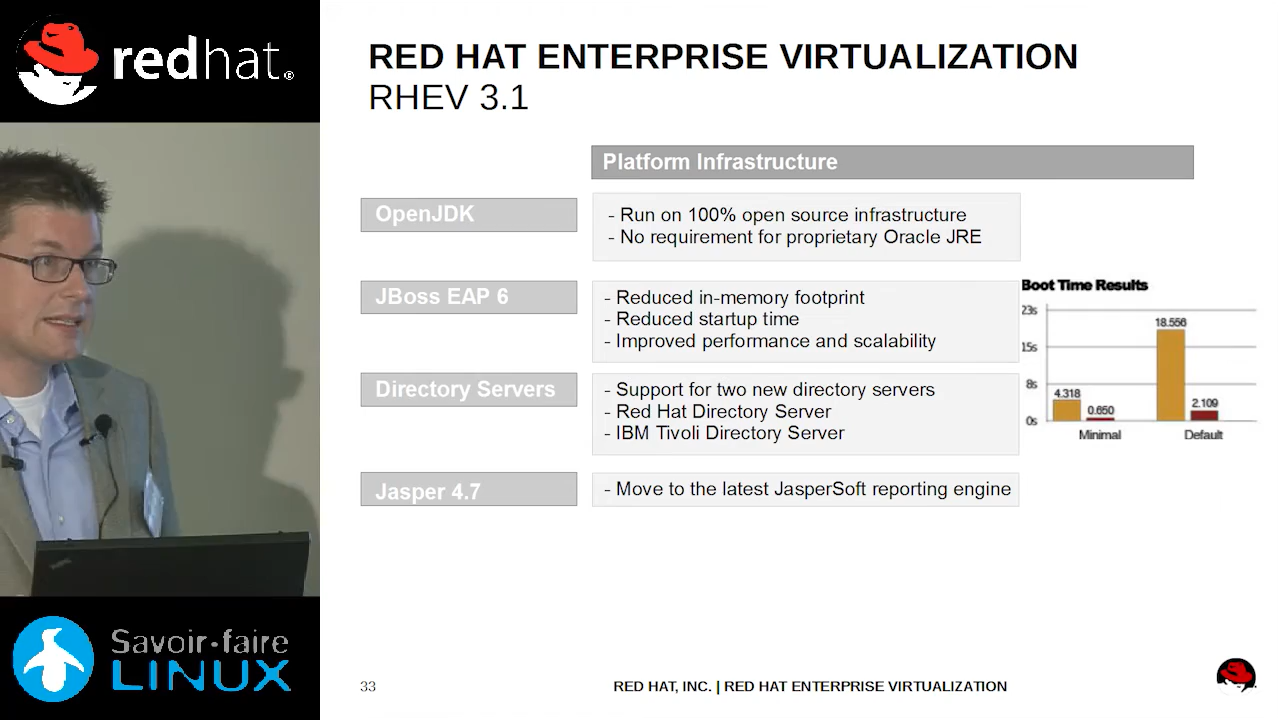 redhat®
RED HAT ENTERPRISE VIRTUALIZATION
RHEV 3.1
Platform Infrastructure
OpenJDK
- Run on 100% open source infrastructure
- No requirement for proprietary Oracle JRE
JBoss EAP 6
- Reduced in-memory footprint
- Reduced startup time
- Improved performance and scalability
Boot Time Results
23s
15s
8s
0s
4.318
0.650
18.556
2.109
Minimal
Default
Directory Servers
- Support for two new directory servers
- Red Hat Directory Server
- IBM Tivoli Directory Server
Jasper 4.7
- Move to the latest JasperSoft reporting engine
Savoir-faire
LINUX
33
RED HAT, INC. | RED HAT ENTERPRISE VIRTUALIZATION